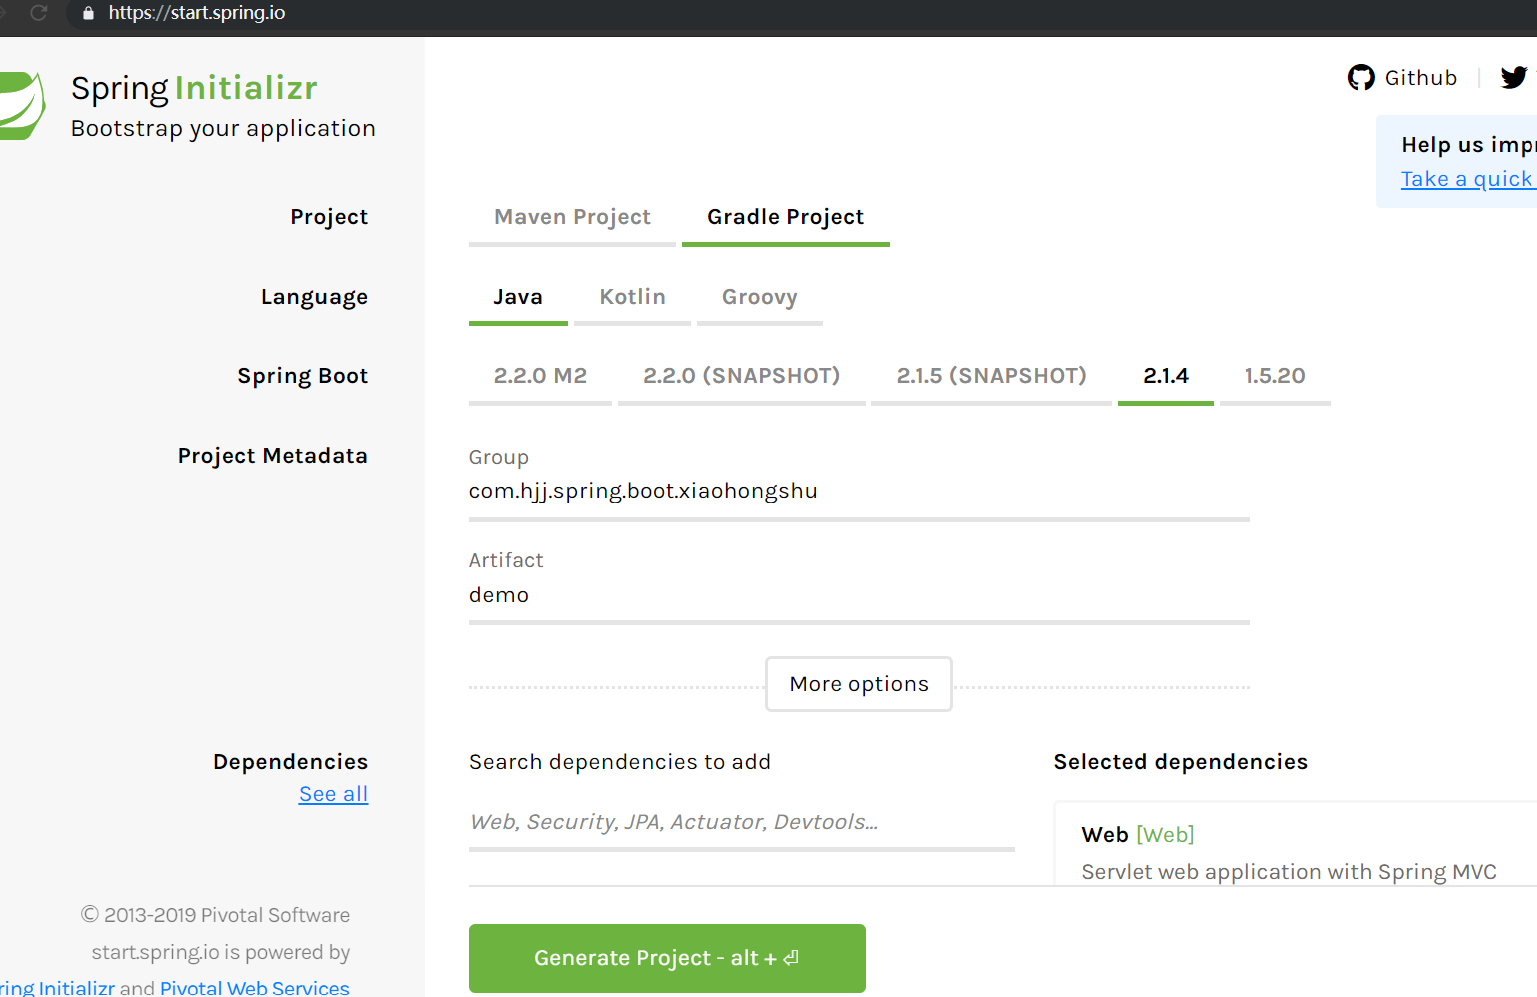 https://start.spring.io
Spring Initializr
Bootstrap your application
Github
Help us
Take a quick
Project
Maven Project
Gradle Project
Language
Java
Kotlin
Groovy
Spring Boot
2.2.0 M2
2.2.0 (SNAPSHOT)
2.1.5 (SNAPSHOT)
2.1.4
1.5.20
Project Metadata
Group
com.hjj.spring.boot.xiaohongshu
Artifact
demo
More options
Dependencies
See all
Search dependencies to add
Web, Security, JPA, Actuator, Devtools...
Selected dependencies
Web [Web]
Servlet web application with Spring MVC
© 2013-2019 Pivotal Software
start.spring.io is powered by
Initializr and Pivotal Web Services
Generate Project - alt + ⏎